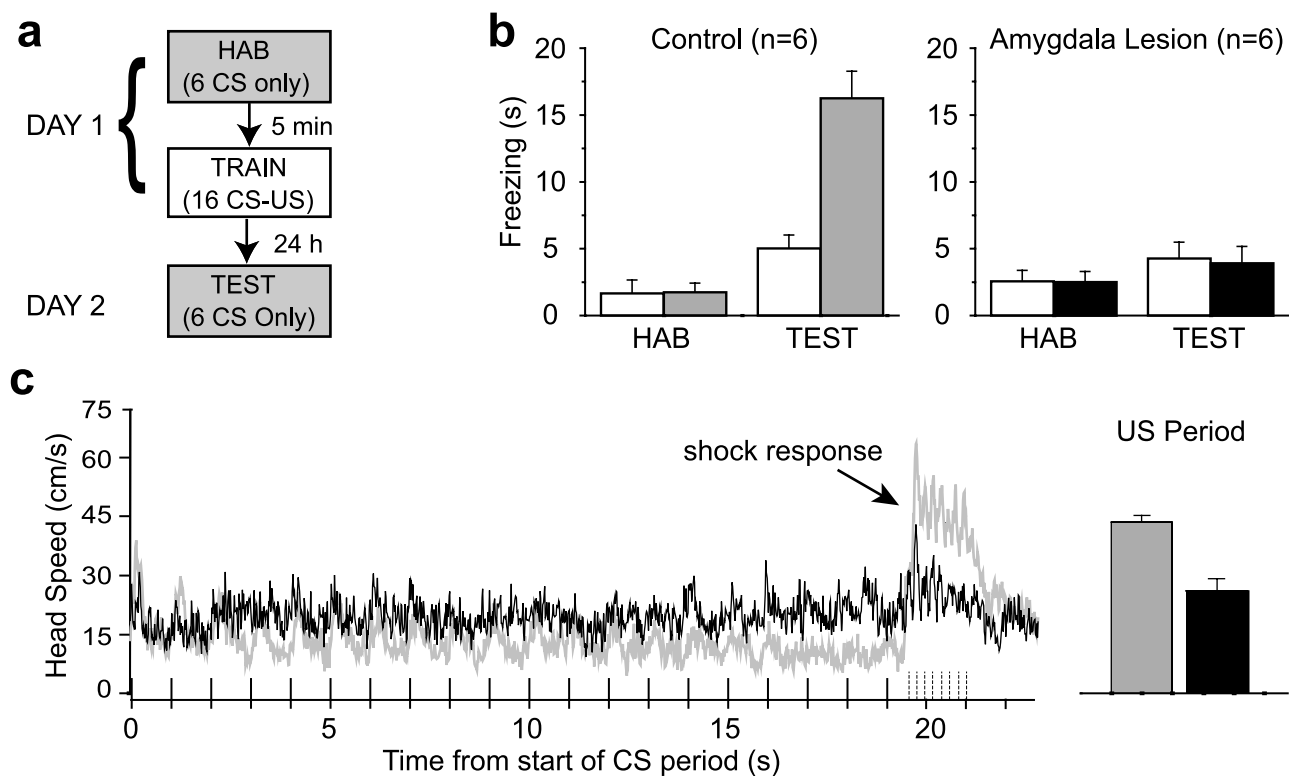 a
HAB
(6 CS only)
DAY 1
5 min
TRAIN
(16 CS-US)
24 h
DAY 2
TEST
(6 CS Only)
b
Control (n=6)
Amygdala Lesion (n=6)
Freezing (s)
20
15
10
5
0
HAB
TEST
20
15
10
5
0
HAB
TEST
c
Head Speed (cm/s)
75
60
45
30
15
0
shock response
0
5
10
15
20
Time from start of CS period (s)
US Period